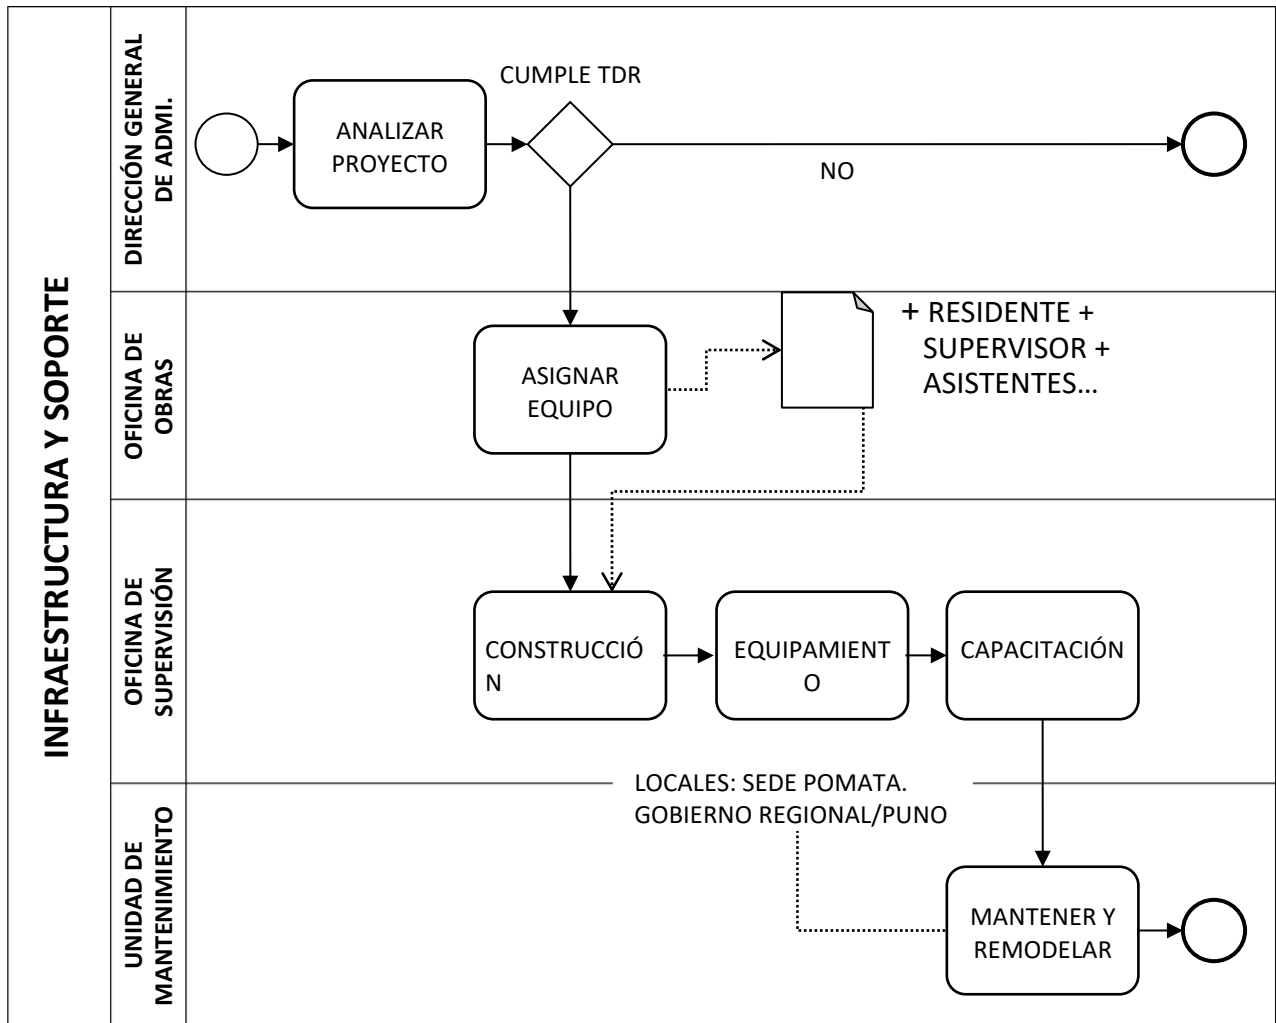 INFRAESTRUCTURA Y SOPORTE
DIRECCIÓN GENERAL
DE ADMI.
CUMPLE TDR
ANALIZAR
PROYECTO
NO
OFICINA DE
OBRAS
ASIGNAR
EQUIPO
+ RESIDENTE +
SUPERVISOR +
ASISTENTES...
OFICINA DE
SUPERVISIÓN
CONSTRUCCIÓ
N
EQUIPAMIENT
O
CAPACITACIÓN
UNIDAD DE
MANTENIMIENTO
LOCALES: SEDE POMATA.
GOBIERNO REGIONAL/PUNO
MANTENER Y
REMODELAR